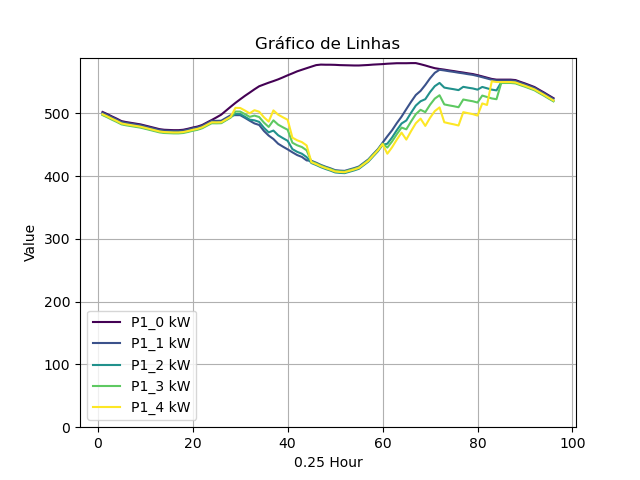 Gráfico de Linhas
Value
500
400
300
200
100
0
P1_0 kW
P1_1 kW
P1_2 kW
P1_3 kW
P1_4 kW
0 20 40 60 80 100
0.25 Hour